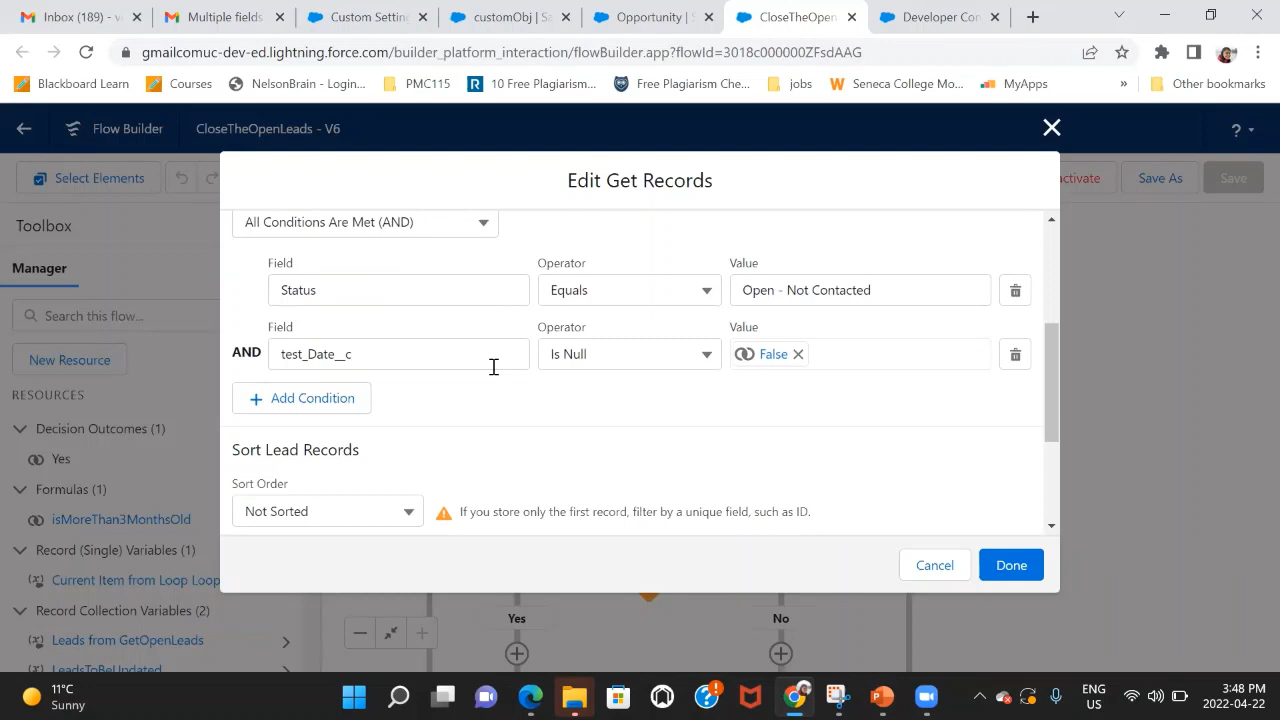 Inbox (189) - v
Multiple fields
Custom Settin
customObj | Sa
Opportunity | S
CloseTheOpen
Developer Con
gmailcomuc-dev-ed.lightning.force.com/builder_platform_interaction/flowBuilder.app?flowId=3018c000000ZFsdAAG
Blackboard Learn
Courses
NelsonBrain - Login...
PMC115
10 Free Plagiarism...
Free Plagiarism Che...
jobs
Seneca College Mo...
MyApps
»
Other bookmarks
Flow Builder
CloseTheOpenLeads - V6
?
Select Elements
activate
Save As
Save
Edit Get Records
Toolbox
Manager
Search this flow...
New Resource
RESOURCES
Decision Outcomes (1)
Yes
Formulas (1)
isMoreThan3MonthsOld
Record (Single) Variables (1)
Current Item from Loop Loop
Record Collection Variables (2)
Leads from GetOpenLeads
LeadsToBeUpdated
All Conditions Are Met (AND)
Field
Operator
Value
Status
Equals
Open - Not Contacted
Field
Operator
Value
AND
test_Date__c
Is Null
False
+ Add Condition
Sort Lead Records
Sort Order
Not Sorted
If you store only the first record, filter by a unique field, such as ID.
Cancel
Done
Yes
No
11°C
Sunny
ENG
US
3:48 PM
2022-04-22